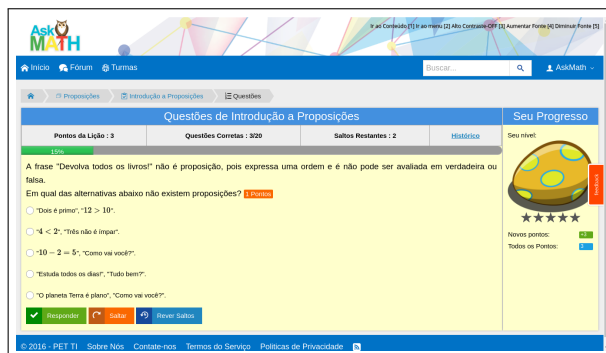 Ask
MATH
Ir ao Conteúdo [1] Ir ao menu [2] Alto Contraste-OFF [3] Aumentar Fonte [4] Diminuir Fonte [5]
Início Fórum Turmas Buscar... AskMath
Proposições Introdução a Proposições Questões
Questões de Introdução a Proposições
Pontos da Lição : 3 Questões Corretas : 3/20 Saltos Restantes : 2 Histórico
15%
A frase "Devolva todos os livros!" não é proposição, pois expressa uma ordem e é não pode ser avaliada em verdadeira ou
falsa.
Em qual das alternativas abaixo não existem proposições? 1 Pontos
"Dois é primo", "12 > 10".
"4 < 2", "Três não é ímpar".
"10 − 2 = 5", "Como vai você?".
"Estuda todos os dias!", "Tudo bem?".
"O planeta Terra é plano", "Como vai você?".
Responder Saltar Rever Saltos
Seu Progresso
Seu nível:
Novos pontos: +3
Todos os Pontos: 3
feedback
© 2016 - PET TI Sobre Nós Contate-nos Termos do Serviço Políticas de Privacidade